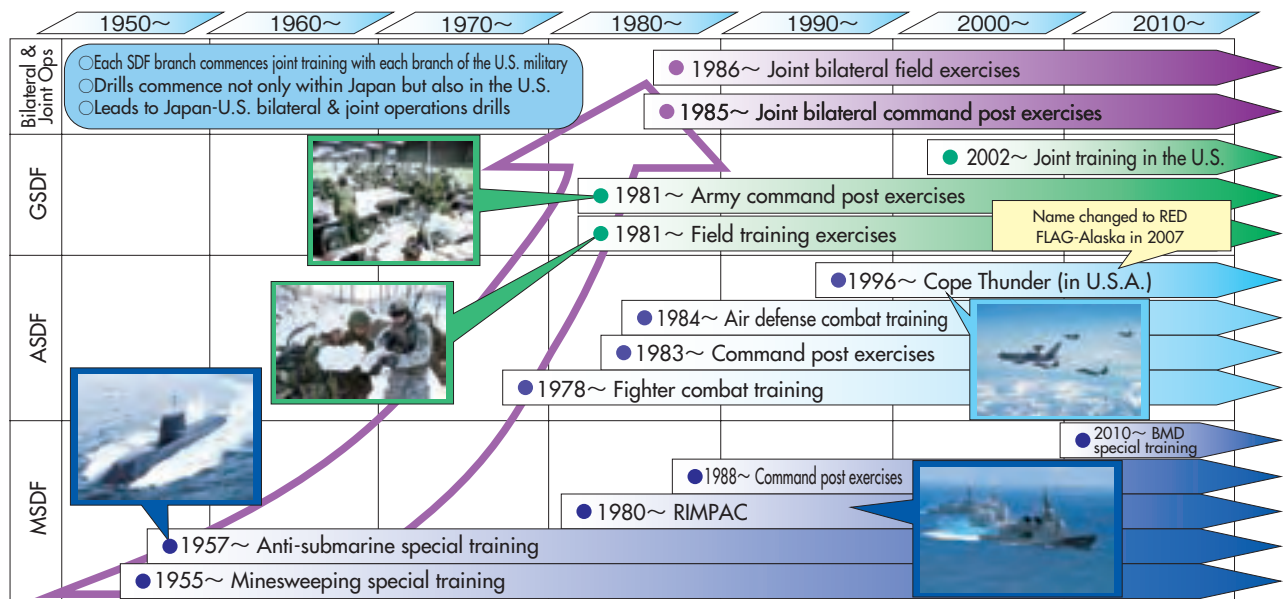 1950～ 1960～ 1970～ 1980～ 1990～ 2000～ 2010～
Bilateral &
Joint Ops
○Each SDF branch commences joint training with each branch of the U.S. military
○Drills commence not only within Japan but also in the U.S.
○Leads to Japan-U.S. bilateral & joint operations drills
1986～ Joint bilateral field exercises
1985～ Joint bilateral command post exercises
GSDF
2002～ Joint training in the U.S.
1981～ Army command post exercises
1981～ Field training exercises
Name changed to RED
FLAG-Alaska in 2007
ASDF
1996～ Cope Thunder (in U.S.A.)
1984～ Air defense combat training
1983～ Command post exercises
1978～ Fighter combat training
MSDF
2010～ BMD
special training
1988～ Command post exercises
1980～ RIMPAC
1957～ Anti-submarine special training
1955～ Minesweeping special training